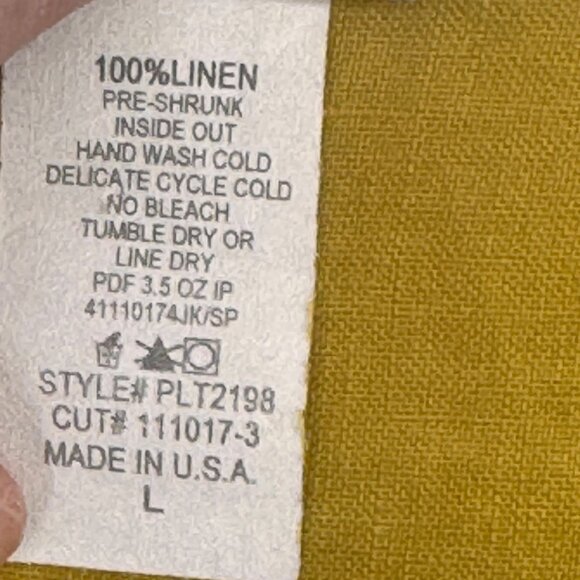 100%LINEN
PRE-SHRUNK
INSIDE OUT
HAND WASH COLD
DELICATE CYCLE COLD
NO BLEACH
TUMBLE DRY OR
LINE DRY
PDF 3.5 OZ IP
41110174JK/SP
STYLE# PLT2198
CUT# 111017-3
MADE IN U.S.A.
L